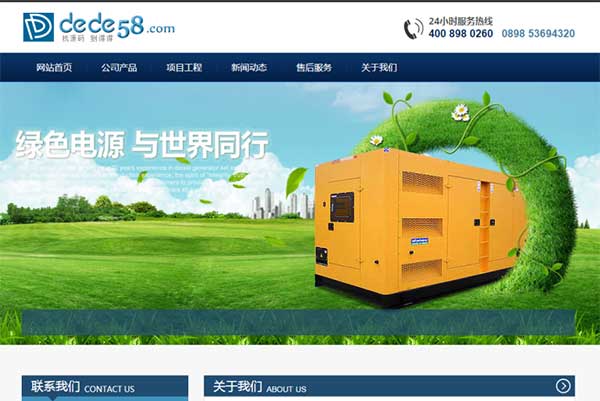 dede58.com
找源码 到得得
24小时服务热线
400 898 0260 0898 53694320
网站首页 公司产品 项目工程 新闻动态 售后服务 关于我们
绿色电源 与世界同行
联系我们 CONTACT US
关于我们 ABOUT US